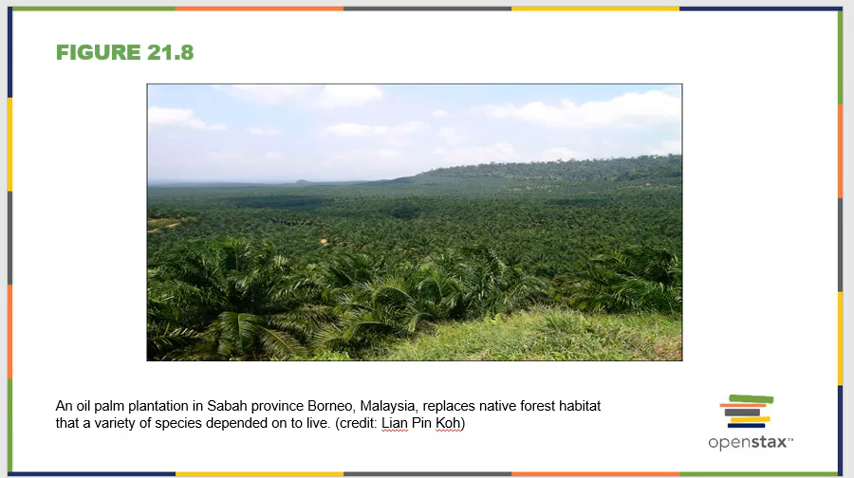 FIGURE 21.8
An oil palm plantation in Sabah province Borneo, Malaysia, replaces native forest habitat
that a variety of species depended on to live. (credit: Lian Pin Koh)
openstax™